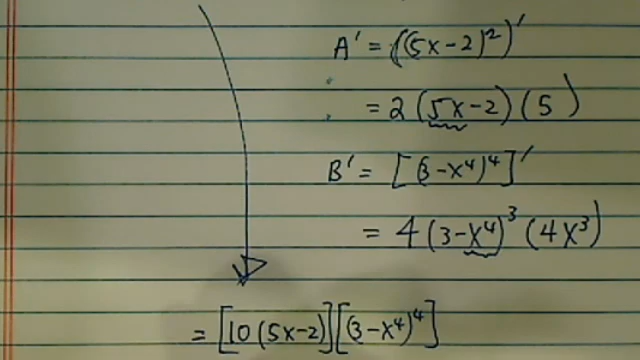 A' = ((5x-2)²)'
= 2(5x-2)(5)
B' = [(3-x⁴)⁴]'
= 4(3-x⁴)³(4x³)
= [10(5x-2)][(3-x⁴)⁴]